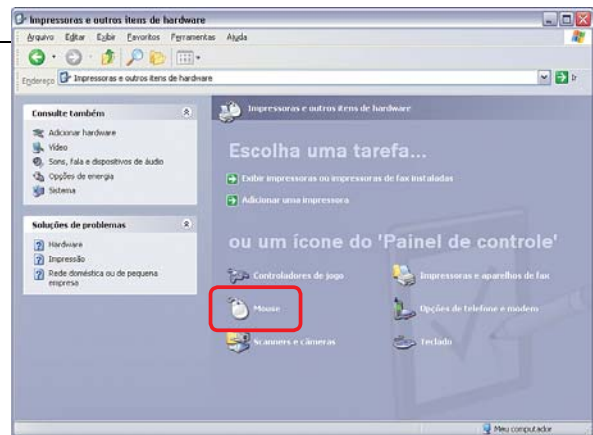 Impressoras e outros itens de hardware
Arquivo Editar Exibir Favoritos Ferramentas Ajuda
Endereço Impressoras e outros itens de hardware Ir
Consulte também
Adicionar hardware
Vídeo
Sons, fala e dispositivos de áudio
Opções de energia
Sistema
Soluções de problemas
Hardware
Impressão
Rede doméstica ou de pequena
empresa
Impressoras e outros itens de hardware
Escolha uma tarefa...
Exibir impressoras ou impressoras de fax instaladas
Adicionar uma impressora
ou um ícone do 'Painel de controle'
Controladores de jogo
Impressoras e aparelhos de fax
Mouse
Opções de telefone e modem
Scanners e câmeras
Teclado
Meu computador